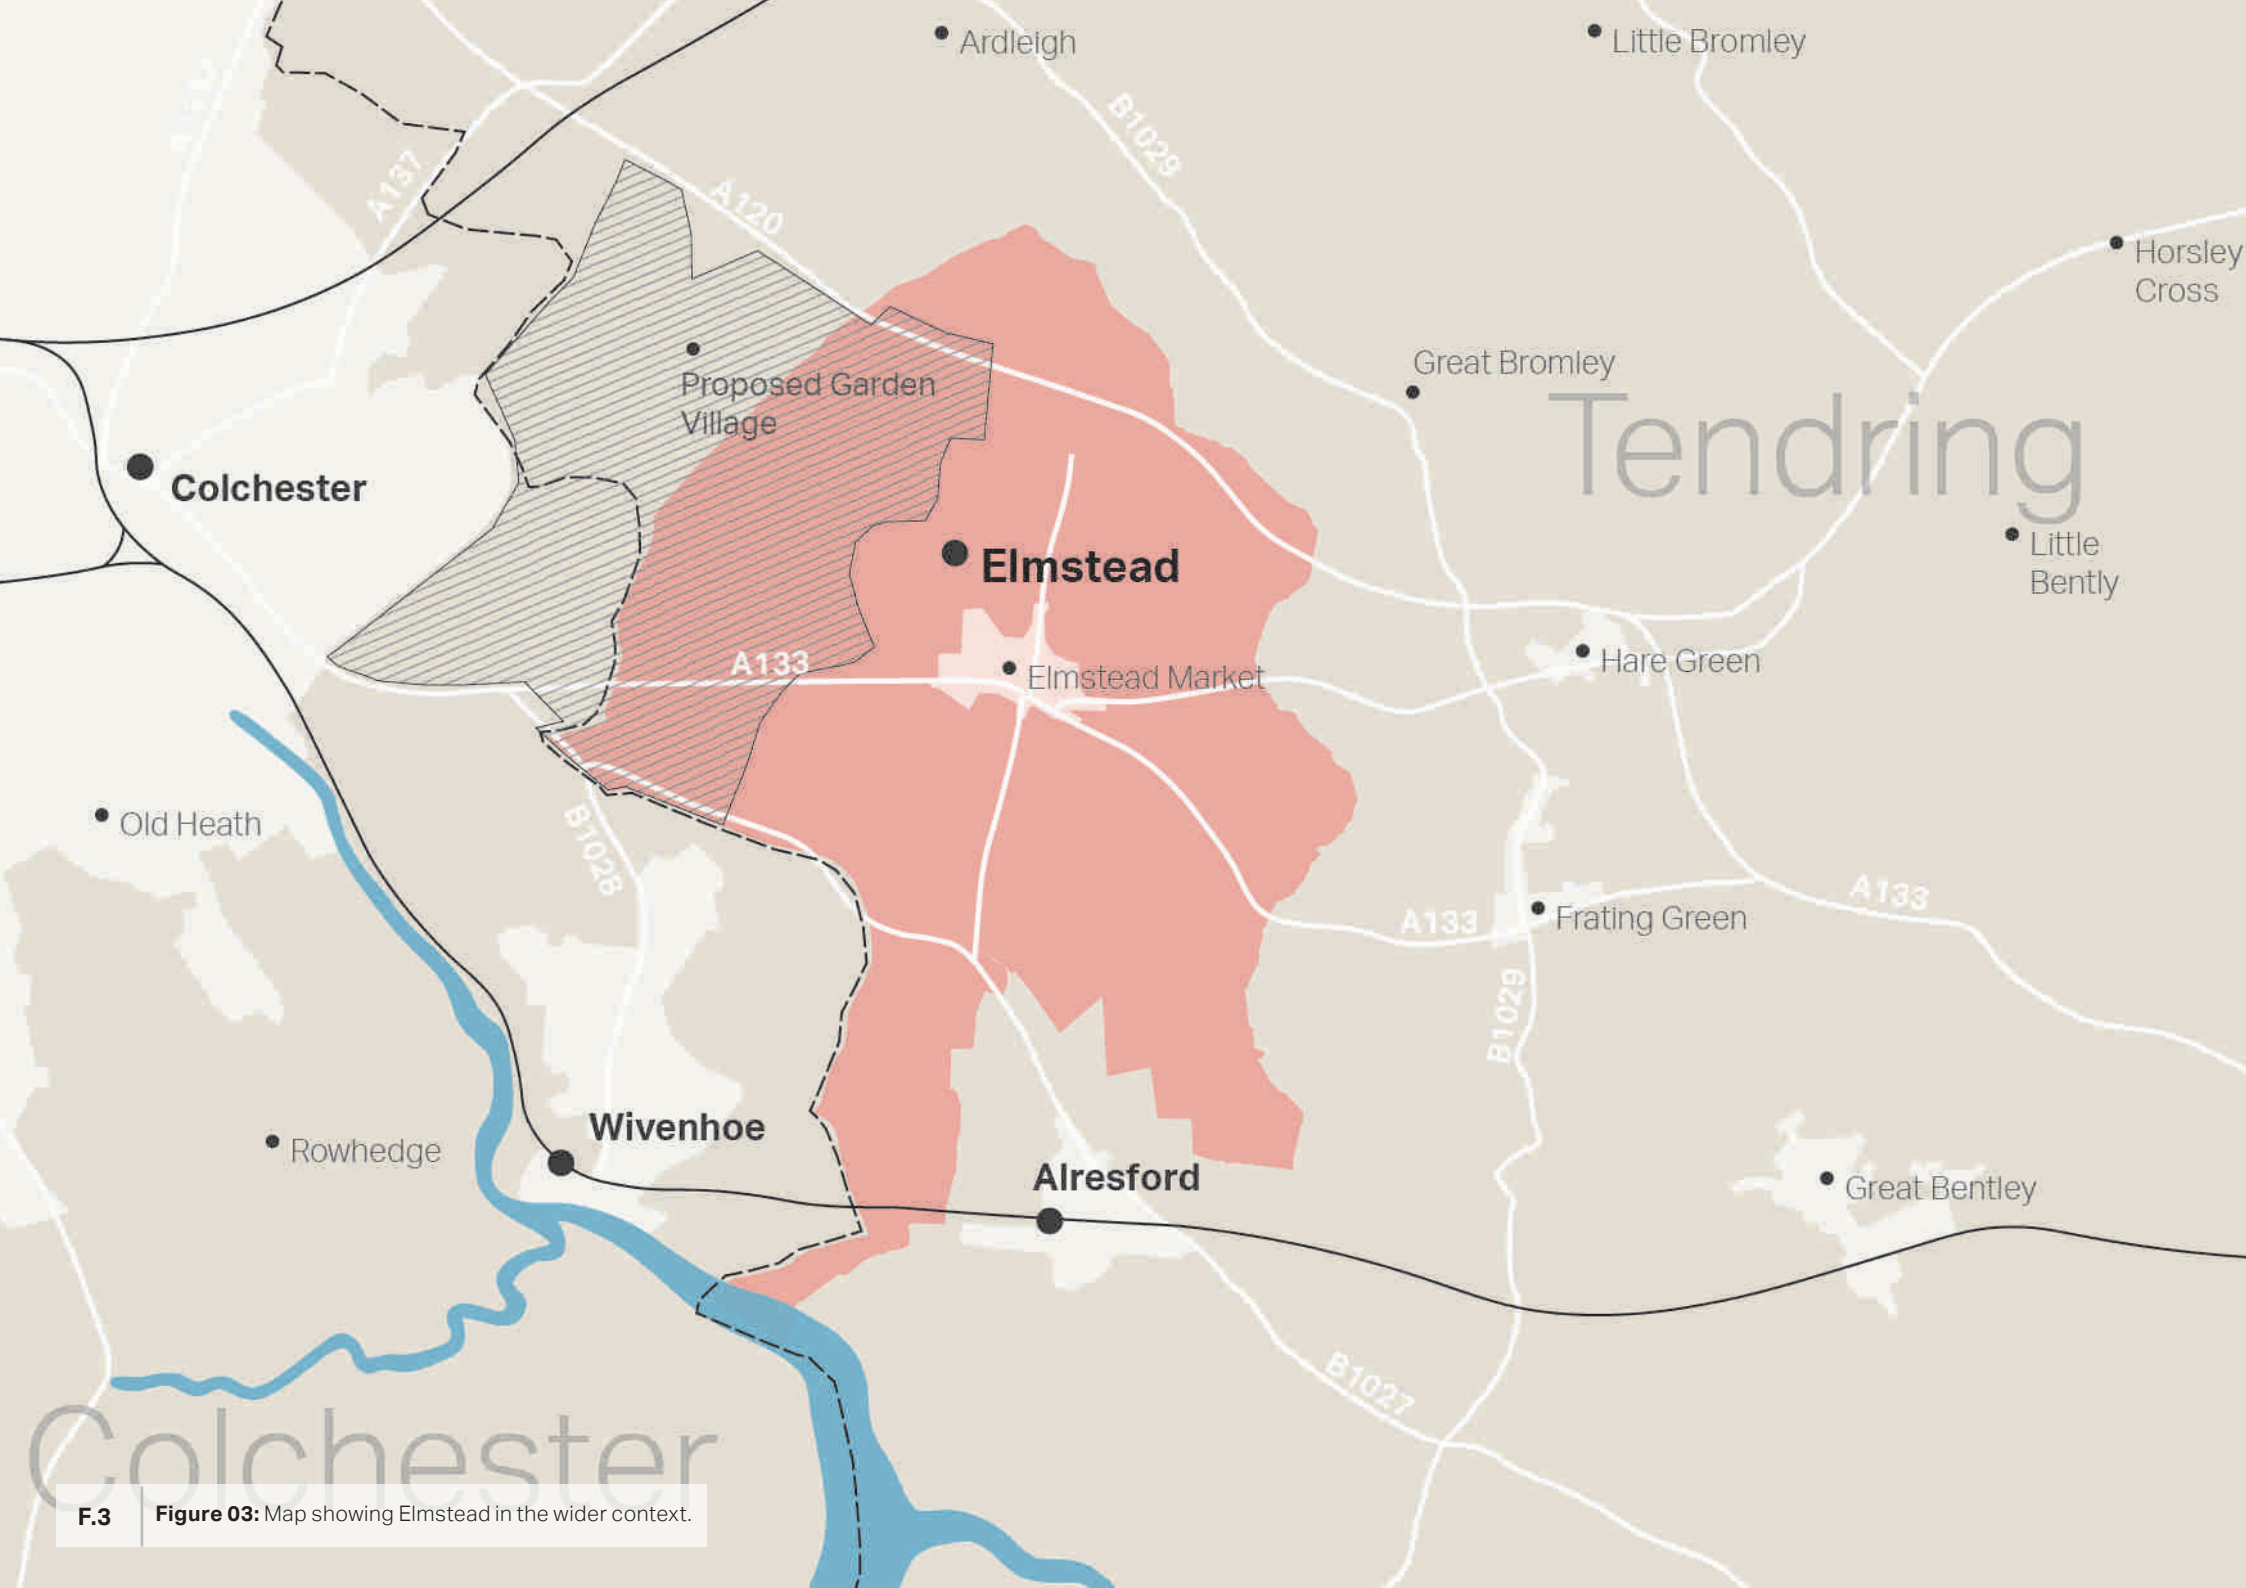 Ardleigh
Little Bromley
B1029
A137
A120
Horsley
Cross
Great Bromley
Tendring
Proposed Garden
Village
Colchester
Elmstead
Little
Bently
A133
Elmstead Market
Hare Green
Old Heath
B1028
A133
A133
Frating Green
B1029
Wivenhoe
Rowhedge
Alresford
Great Bentley
B1027
Colchester
F.3
Figure 03: Map showing Elmstead in the wider context.